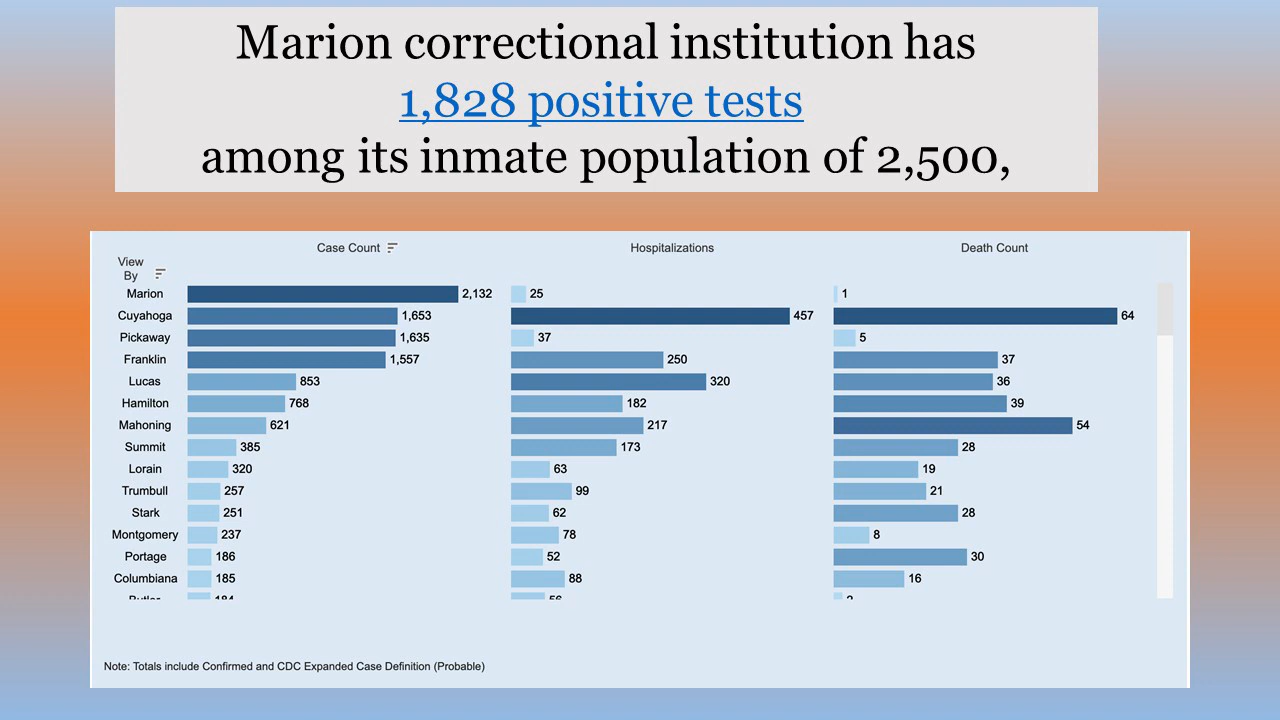 Marion correctional institution has
1,828 positive tests
among its inmate population of 2,500,
Case Count Hospitalizations Death Count
View
By
Marion 2,132 25 1
Cuyahoga 1,653 457 64
Pickaway 1,635 37 5
Franklin 1,557 250 37
Lucas 853 320 36
Hamilton 768 182 39
Mahoning 621 217 54
Summit 385 173 28
Lorain 320 63 19
Trumbull 257 99 21
Stark 251 62 28
Montgomery 237 78 8
Portage 186 52 30
Columbiana 185 88 16
Note: Totals include Confirmed and CDC Expanded Case Definition (Probable)